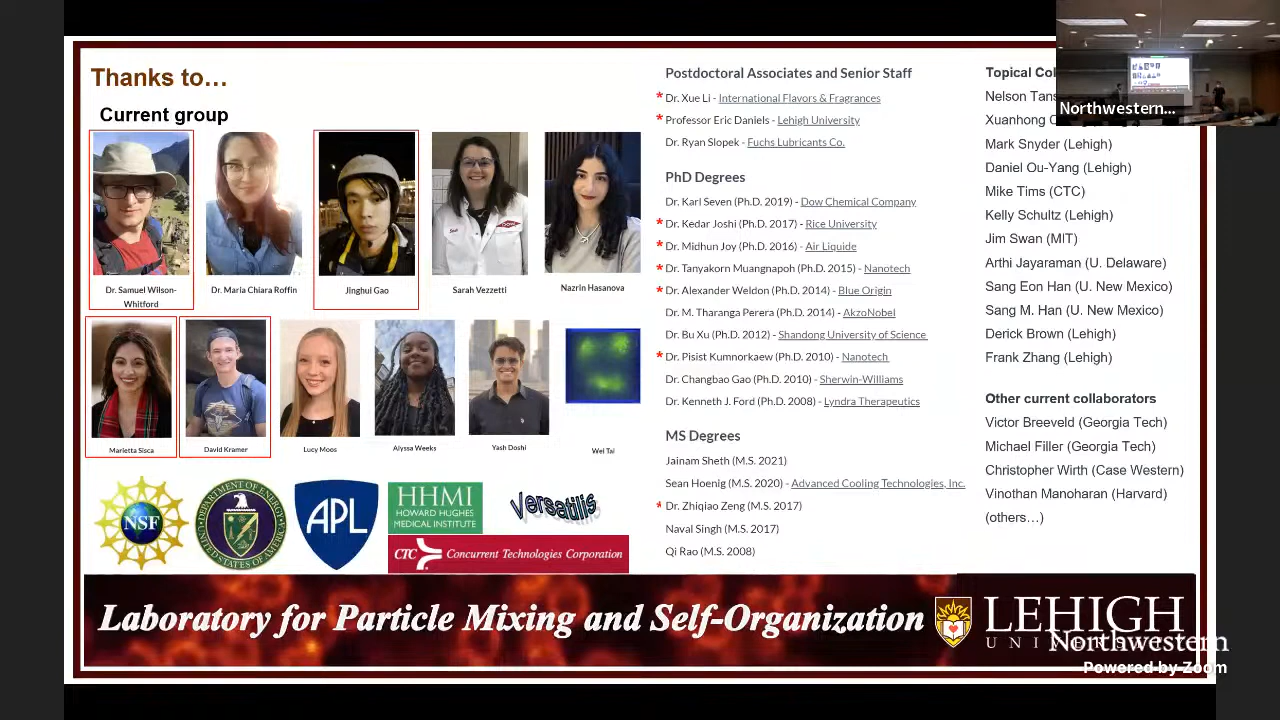 Thanks to…
Current group
Dr. Samuel Wilson-
Whitford
Dr. Maria Chiara Roffin
Jinghui Gao
Sarah Vezzetti
Nazrin Hasanova
Marietta Sisca
David Kramer
Lucy Moos
Alyssa Weeks
Yash Doshi
Wei Tai
NSF
DEPARTMENT OF ENERGY
UNITED STATES OF AMERICA
APL
HHMI
HOWARD HUGHES
MEDICAL INSTITUTE
Versatilis
CTC Concurrent Technologies Corporation
Postdoctoral Associates and Senior Staff
* Dr. Xue Li - International Flavors & Fragrances
* Professor Eric Daniels - Lehigh University
Dr. Ryan Slopek - Fuchs Lubricants Co.
PhD Degrees
Dr. Karl Seven (Ph.D. 2019) - Dow Chemical Company
* Dr. Kedar Joshi (Ph.D. 2017) - Rice University
* Dr. Midhun Joy (Ph.D. 2016) - Air Liquide
* Dr. Tanyakorn Muangnapoh (Ph.D. 2015) - Nanotech
* Dr. Alexander Weldon (Ph.D. 2014) - Blue Origin
Dr. M. Tharanga Perera (Ph.D. 2014) - AkzoNobel
Dr. Bu Xu (Ph.D. 2012) - Shandong University of Science
* Dr. Pisist Kumnorkaew (Ph.D. 2010) - Nanotech
Dr. Changbao Gao (Ph.D. 2010) - Sherwin-Williams
Dr. Kenneth J. Ford (Ph.D. 2008) - Lyndra Therapeutics
MS Degrees
Jainam Sheth (M.S. 2021)
Sean Hoenig (M.S. 2020) - Advanced Cooling Technologies, Inc.
* Dr. Zhiqiao Zeng (M.S. 2017)
Naval Singh (M.S. 2017)
Qi Rao (M.S. 2008)
Topical Col
Nelson Tans
Xuanhong C
Mark Snyder (Lehigh)
Daniel Ou-Yang (Lehigh)
Mike Tims (CTC)
Kelly Schultz (Lehigh)
Jim Swan (MIT)
Arthi Jayaraman (U. Delaware)
Sang Eon Han (U. New Mexico)
Sang M. Han (U. New Mexico)
Derick Brown (Lehigh)
Frank Zhang (Lehigh)
Other current collaborators
Victor Breeveld (Georgia Tech)
Michael Filler (Georgia Tech)
Christopher Wirth (Case Western)
Vinothan Manoharan (Harvard)
(others…)
Northwestern...
Laboratory for Particle Mixing and Self-Organization
LEHIGH
Northwestern
Powered by Zoom